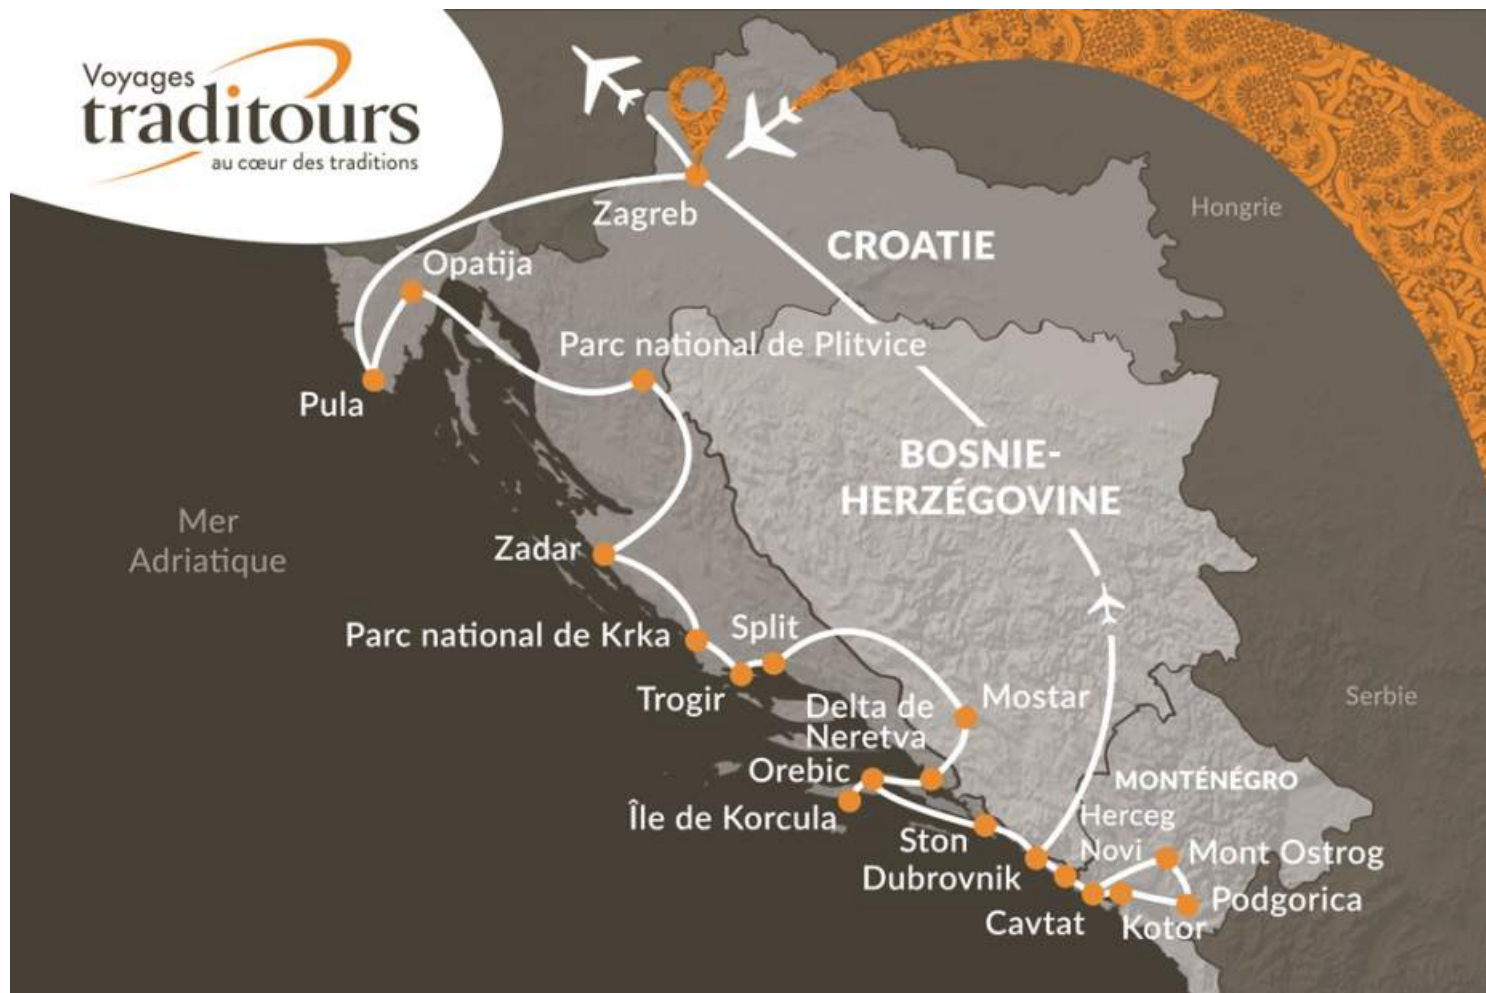 Voyages
traditours
au cœur des traditions
Hongrie
Zagreb
CROATIE
Opatija
Parc national de Plitvice
Pula
BOSNIE-
HERZÉGOVINE
Mer
Adriatique
Zadar
Parc national de Krka
Split
Trogir
Delta de
Neretva
Mostar
Serbie
Orebic
MONTÉNÉGRO
Île de Korcula
Herceg
Novi
Ston
Mont Ostrog
Dubrovnik
Podgorica
Cavtat
Kotor